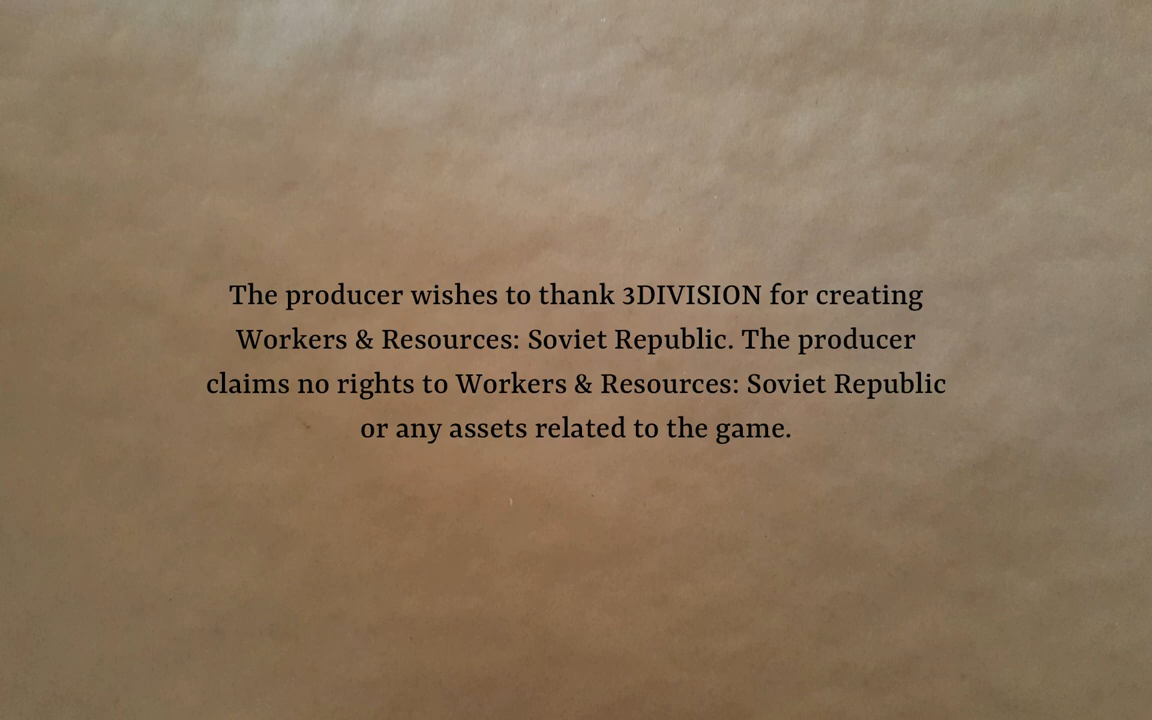 The producer wishes to thank 3DIVISION for creating
Workers & Resources: Soviet Republic. The producer
claims no rights to Workers & Resources: Soviet Republic
or any assets related to the game.